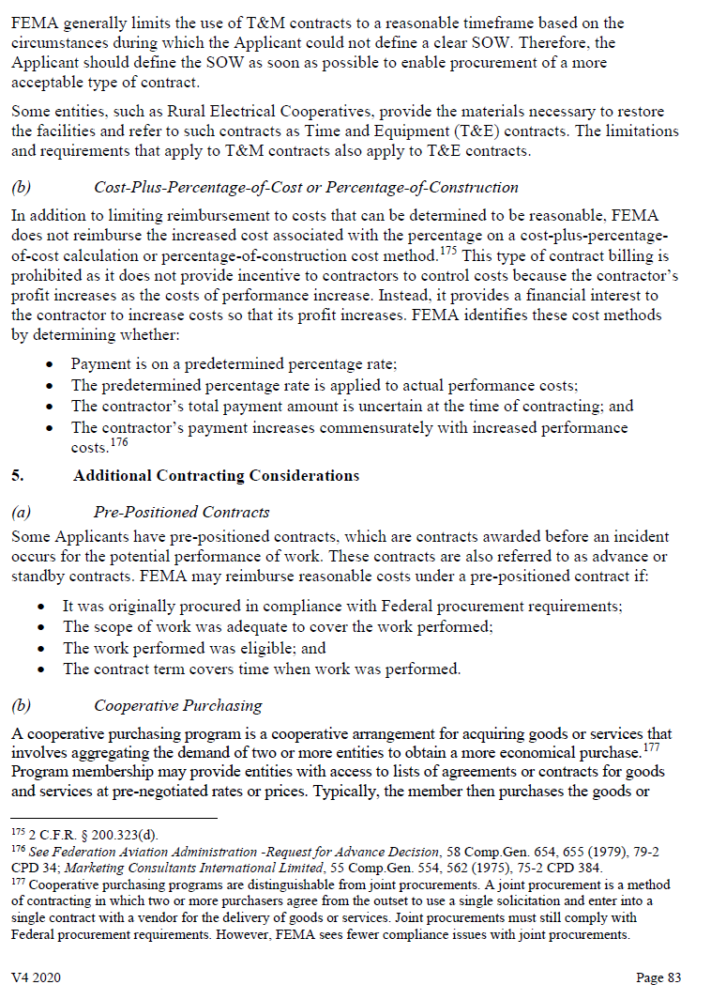 FEMA generally limits the use of T&M contracts to a reasonable timeframe based on the
circumstances during which the Applicant could not define a clear SOW. Therefore, the
Applicant should define the SOW as soon as possible to enable procurement of a more
acceptable type of contract.
Some entities, such as Rural Electrical Cooperatives, provide the materials necessary to restore
the facilities and refer to such contracts as Time and Equipment (T&E) contracts. The limitations
and requirements that apply to T&M contracts also apply to T&E contracts.
(b) Cost-Plus-Percentage-of-Cost or Percentage-of-Construction
In addition to limiting reimbursement to costs that can be determined to be reasonable, FEMA
does not reimburse the increased cost associated with the percentage on a cost-plus-percentage-
of-cost calculation or percentage-of-construction cost method.175 This type of contract billing is
prohibited as it does not provide incentive to contractors to control costs because the contractor’s
profit increases as the costs of performance increase. Instead, it provides a financial interest to
the contractor to increase costs so that its profit increases. FEMA identifies these cost methods
by determining whether:
• Payment is on a predetermined percentage rate;
• The predetermined percentage rate is applied to actual performance costs;
• The contractor’s total payment amount is uncertain at the time of contracting; and
• The contractor’s payment increases commensurately with increased performance
costs.176
5. Additional Contracting Considerations
(a) Pre-Positioned Contracts
Some Applicants have pre-positioned contracts, which are contracts awarded before an incident
occurs for the potential performance of work. These contracts are also referred to as advance or
standby contracts. FEMA may reimburse reasonable costs under a pre-positioned contract if:
• It was originally procured in compliance with Federal procurement requirements;
• The scope of work was adequate to cover the work performed;
• The work performed was eligible; and
• The contract term covers time when work was performed.
(b) Cooperative Purchasing
A cooperative purchasing program is a cooperative arrangement for acquiring goods or services that
involves aggregating the demand of two or more entities to obtain a more economical purchase.177
Program membership may provide entities with access to lists of agreements or contracts for goods
and services at pre-negotiated rates or prices. Typically, the member then purchases the goods or
175 2 C.F.R. § 200.323(d).
176 See Federation Aviation Administration -Request for Advance Decision, 58 Comp.Gen. 654, 655 (1979), 79-2
CPD 34; Marketing Consultants International Limited, 55 Comp.Gen. 554, 562 (1975), 75-2 CPD 384.
177 Cooperative purchasing programs are distinguishable from joint procurements. A joint procurement is a method
of contracting in which two or more purchasers agree from the outset to use a single solicitation and enter into a
single contract with a vendor for the delivery of goods or services. Joint procurements must still comply with
Federal procurement requirements. However, FEMA sees fewer compliance issues with joint procurements.
V4 2020 Page 83